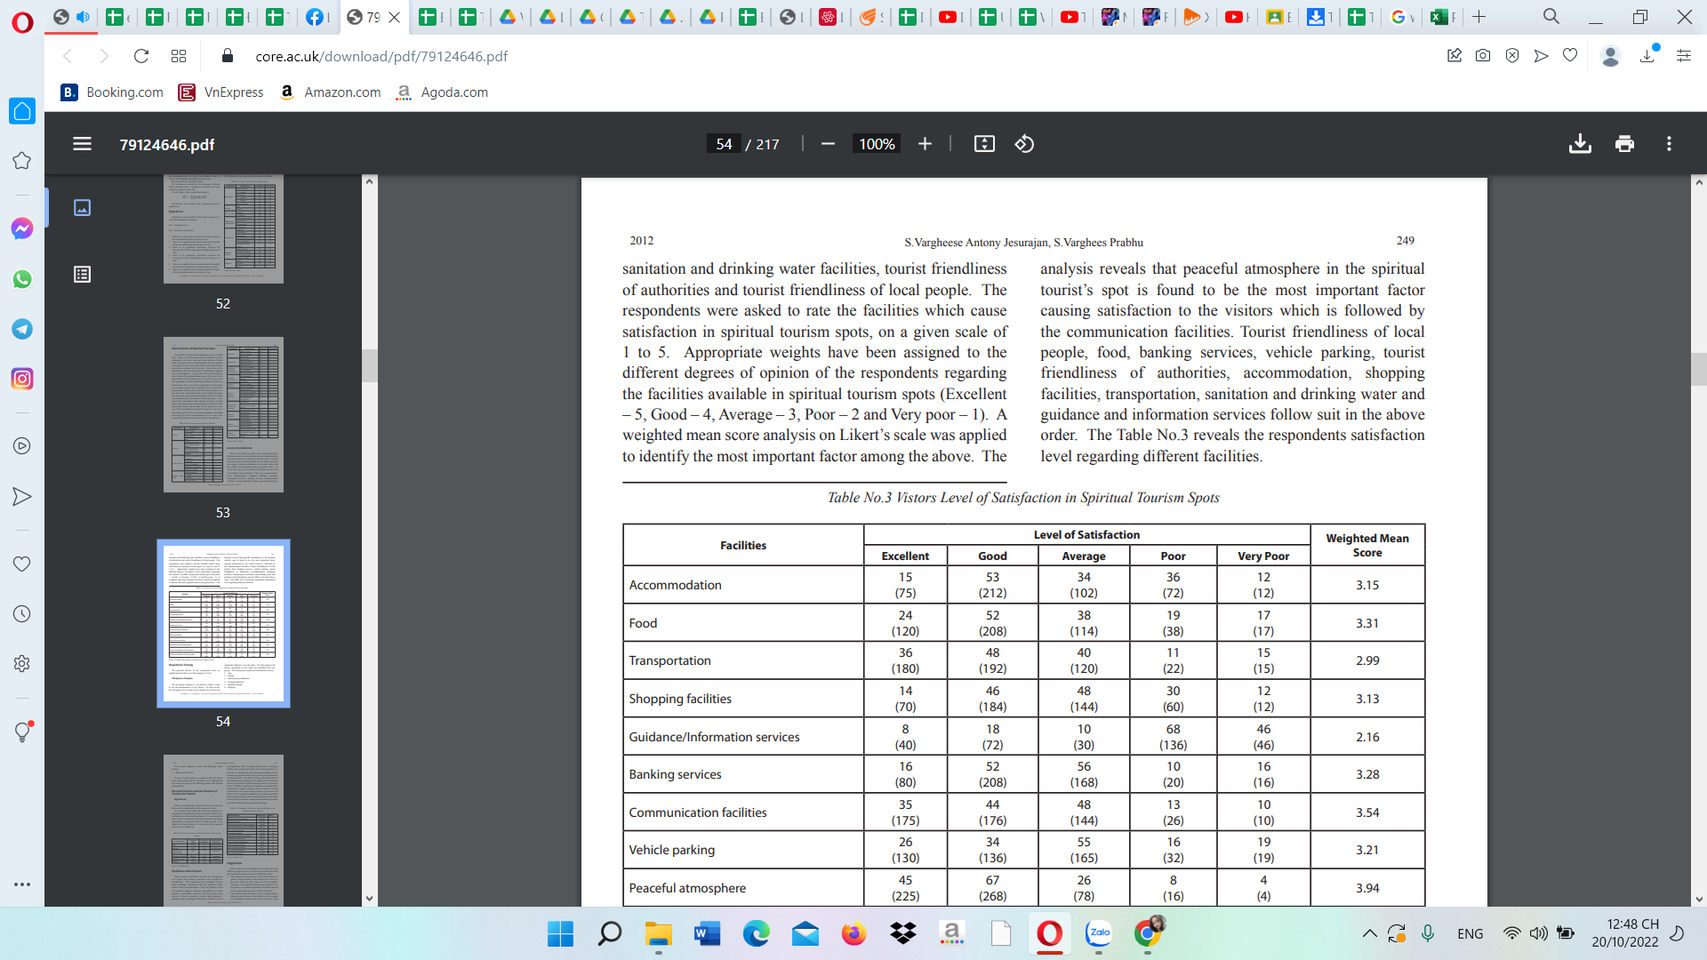 79
core.ac.uk/download/pdf/79124646.pdf
Booking.com
VnExpress
Amazon.com
Agoda.com
79124646.pdf
54 / 217
100%
52
53
54
2012
S.Vargheese Antony Jesurajan, S.Varghees Prabhu
249
sanitation and drinking water facilities, tourist friendliness
of authorities and tourist friendliness of local people. The
respondents were asked to rate the facilities which cause
satisfaction in spiritual tourism spots, on a given scale of
1 to 5. Appropriate weights have been assigned to the
different degrees of opinion of the respondents regarding
the facilities available in spiritual tourism spots (Excellent
– 5, Good – 4, Average – 3, Poor – 2 and Very poor – 1). A
weighted mean score analysis on Likert's scale was applied
to identify the most important factor among the above. The
analysis reveals that peaceful atmosphere in the spiritual
tourist's spot is found to be the most important factor
causing satisfaction to the visitors which is followed by
the communication facilities. Tourist friendliness of local
people, food, banking services, vehicle parking, tourist
friendliness of authorities, accommodation, shopping
facilities, transportation, sanitation and drinking water and
guidance and information services follow suit in the above
order. The Table No.3 reveals the respondents satisfaction
level regarding different facilities.
Table No.3 Vistors Level of Satisfaction in Spiritual Tourism Spots
Facilities
Level of Satisfaction
Weighted Mean
Score
Excellent Good Average Poor Very Poor
Accommodation 15 53 34 36 12 3.15
(75) (212) (102) (72) (12)
Food 24 52 38 19 17 3.31
(120) (208) (114) (38) (17)
Transportation 36 48 40 11 15 2.99
(180) (192) (120) (22) (15)
Shopping facilities 14 46 48 30 12 3.13
(70) (184) (144) (60) (12)
Guidance/Information services 8 18 10 68 46 2.16
(40) (72) (30) (136) (46)
Banking services 16 52 56 10 16 3.28
(80) (208) (168) (20) (16)
Communication facilities 35 44 48 13 10 3.54
(175) (176) (144) (26) (10)
Vehicle parking 26 34 55 16 19 3.21
(130) (136) (165) (32) (19)
Peaceful atmosphere 45 67 26 8 4 3.94
(225) (268) (78) (16) (4)
Zalo
ENG
12:48 CH
20/10/2022